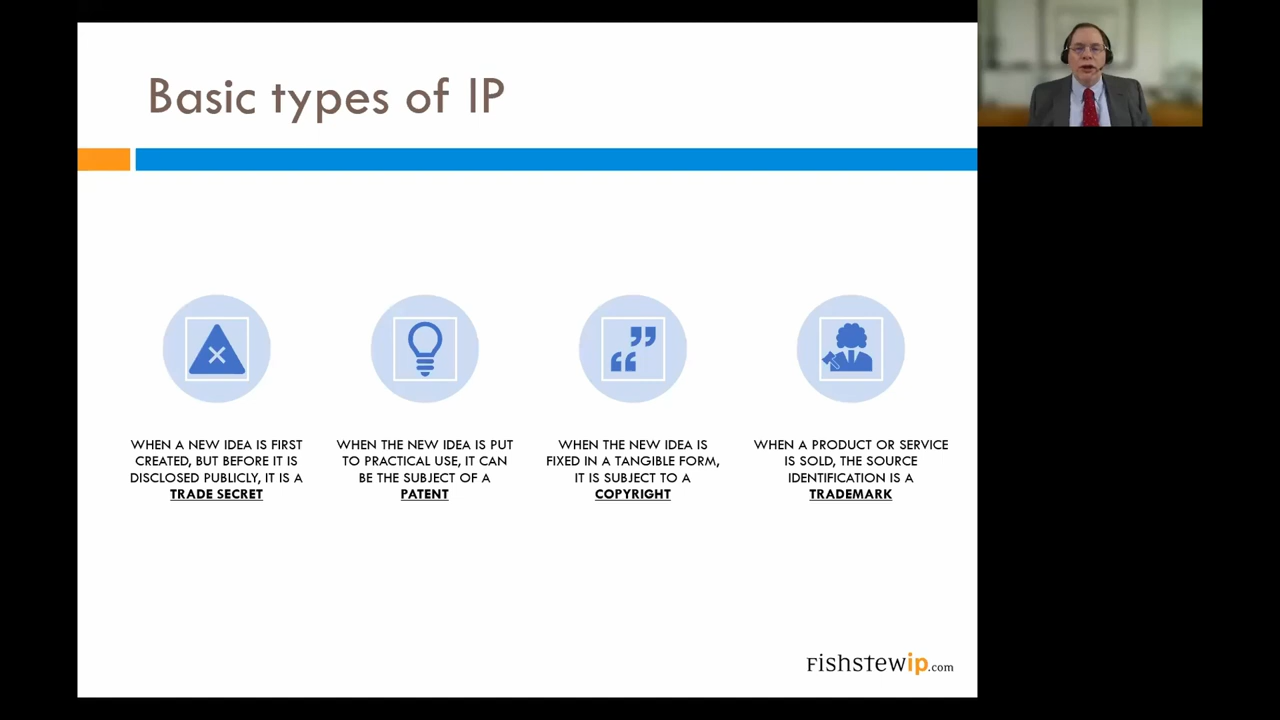 Basic types of IP
WHEN A NEW IDEA IS FIRST
CREATED, BUT BEFORE IT IS
DISCLOSED PUBLICLY, IT IS A
TRADE SECRET
WHEN THE NEW IDEA IS PUT
TO PRACTICAL USE, IT CAN
BE THE SUBJECT OF A
PATENT
WHEN THE NEW IDEA IS
FIXED IN A TANGIBLE FORM,
IT IS SUBJECT TO A
COPYRIGHT
WHEN A PRODUCT OR SERVICE
IS SOLD, THE SOURCE
IDENTIFICATION IS A
TRADEMARK
Fishstewip.com